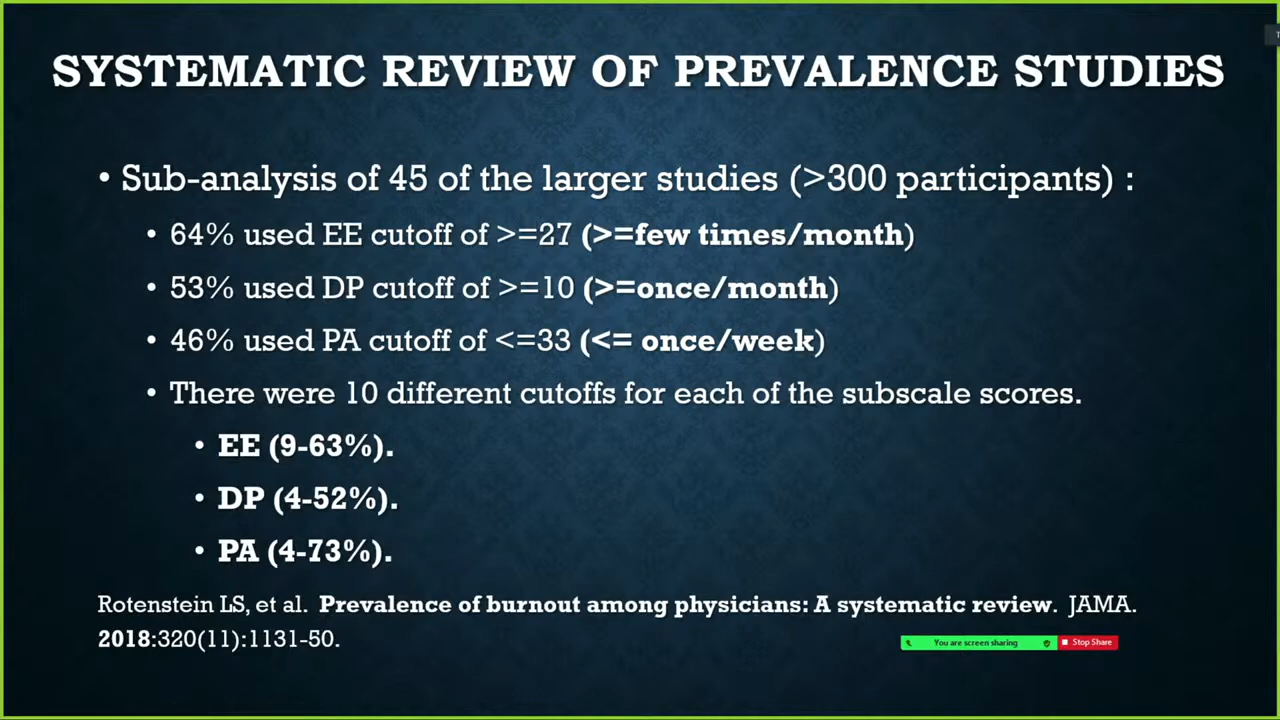 SYSTEMATIC REVIEW OF PREVALENCE STUDIES
• Sub-analysis of 45 of the larger studies (>300 participants) :
• 64% used EE cutoff of >=27 (>=few times/month)
• 53% used DP cutoff of >=10 (>=once/month)
• 46% used PA cutoff of <=33 (<= once/week)
• There were 10 different cutoffs for each of the subscale scores.
• EE (9-63%).
• DP (4-52%).
• PA (4-73%).
Rotenstein LS, et al. Prevalence of burnout among physicians: A systematic review. JAMA.
2018:320(11):1131-50.
You are screen sharing
Stop Share